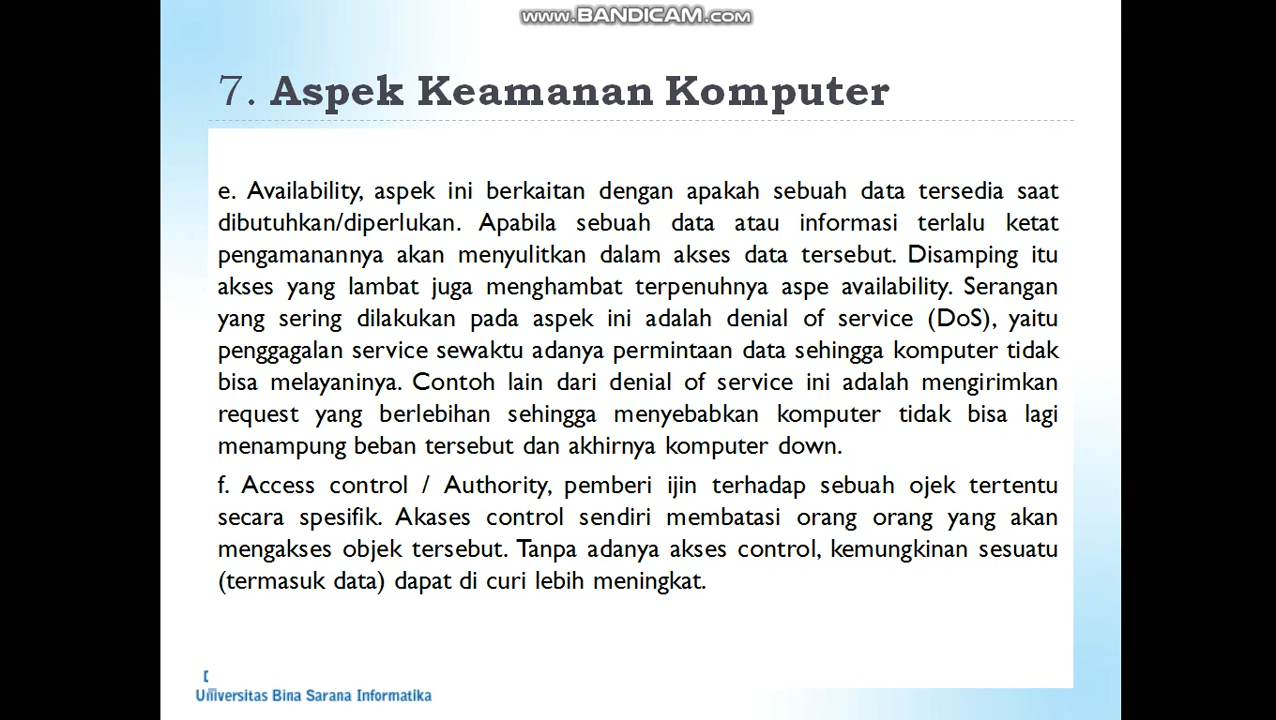 www.BANDICAM.com
7. Aspek Keamanan Komputer
e. Availability, aspek ini berkaitan dengan apakah sebuah data tersedia saat
dibutuhkan/diperlukan. Apabila sebuah data atau informasi terlalu ketat
pengamanannya akan menyulitkan dalam akses data tersebut. Disamping itu
akses yang lambat juga menghambat terpenuhnya aspe availability. Serangan
yang sering dilakukan pada aspek ini adalah denial of service (DoS), yaitu
penggagalan service sewaktu adanya permintaan data sehingga komputer tidak
bisa melayaninya. Contoh lain dari denial of service ini adalah mengirimkan
request yang berlebihan sehingga menyebabkan komputer tidak bisa lagi
menampung beban tersebut dan akhirnya komputer down.
f. Access control / Authority, pemberi ijin terhadap sebuah ojek tertentu
secara spesifik. Akases control sendiri membatasi orang orang yang akan
mengakses objek tersebut. Tanpa adanya akses control, kemungkinan sesuatu
(termasuk data) dapat di curi lebih meningkat.
Universitas Bina Sarana Informatika